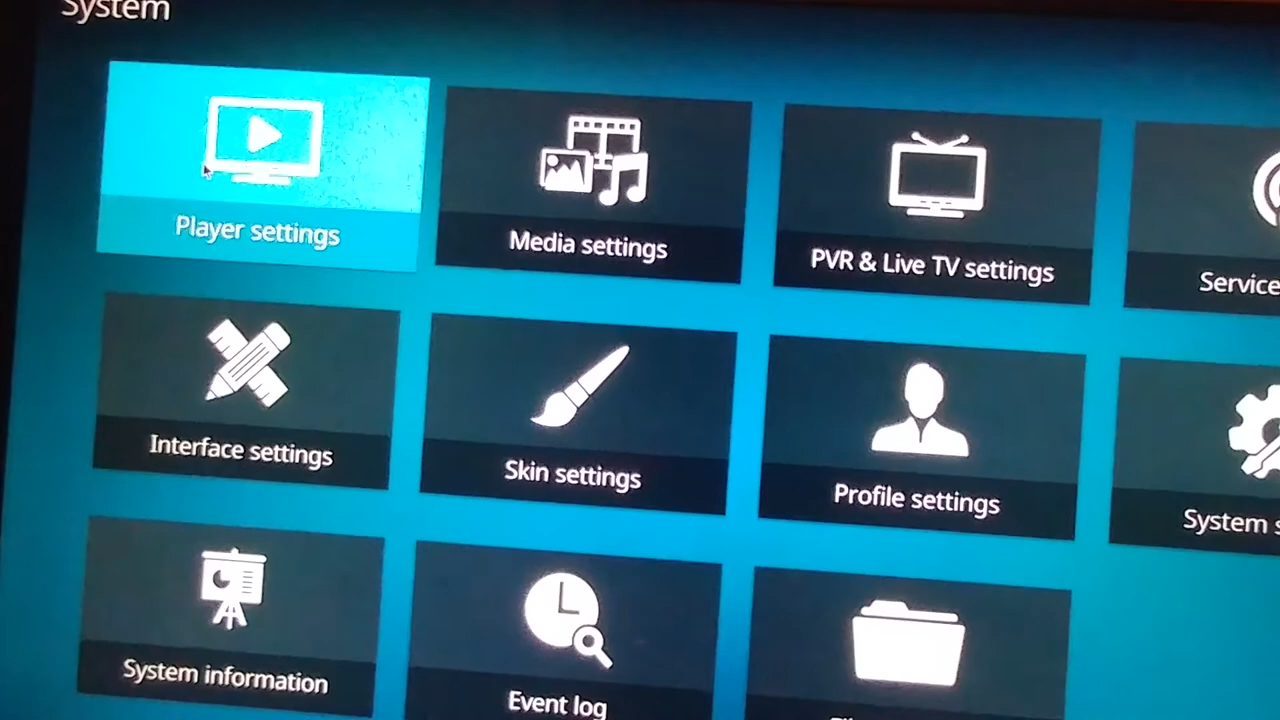 System
Player settings
Media settings
PVR & Live TV settings
Service
Interface settings
Skin settings
Profile settings
System s
System information
Event log